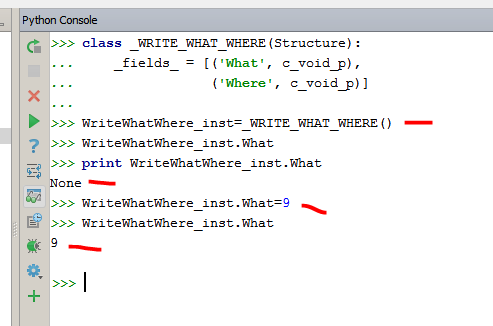 Python Console
>>> class _WRITE_WHAT_WHERE(Structure):
...     _fields_ = [('What', c_void_p),
...                 ('Where', c_void_p)]
...
>>> WriteWhatWhere_inst=_WRITE_WHAT_WHERE()
>>> WriteWhatWhere_inst.What
>>> print WriteWhatWhere_inst.What
None
>>> WriteWhatWhere_inst.What=9
>>> WriteWhatWhere_inst.What
9
>>>